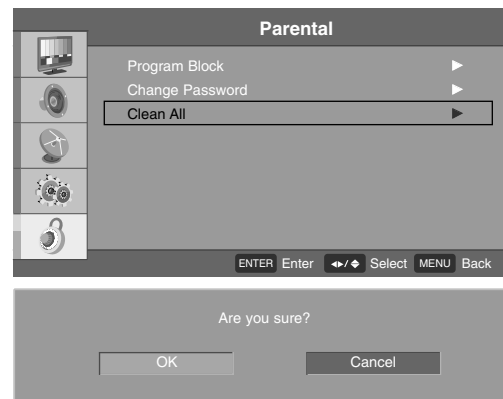 Parental
Program Block
Change Password
Clean All
ENTER Enter ◂▸/◆ Select MENU Back
Are you sure?
OK Cancel